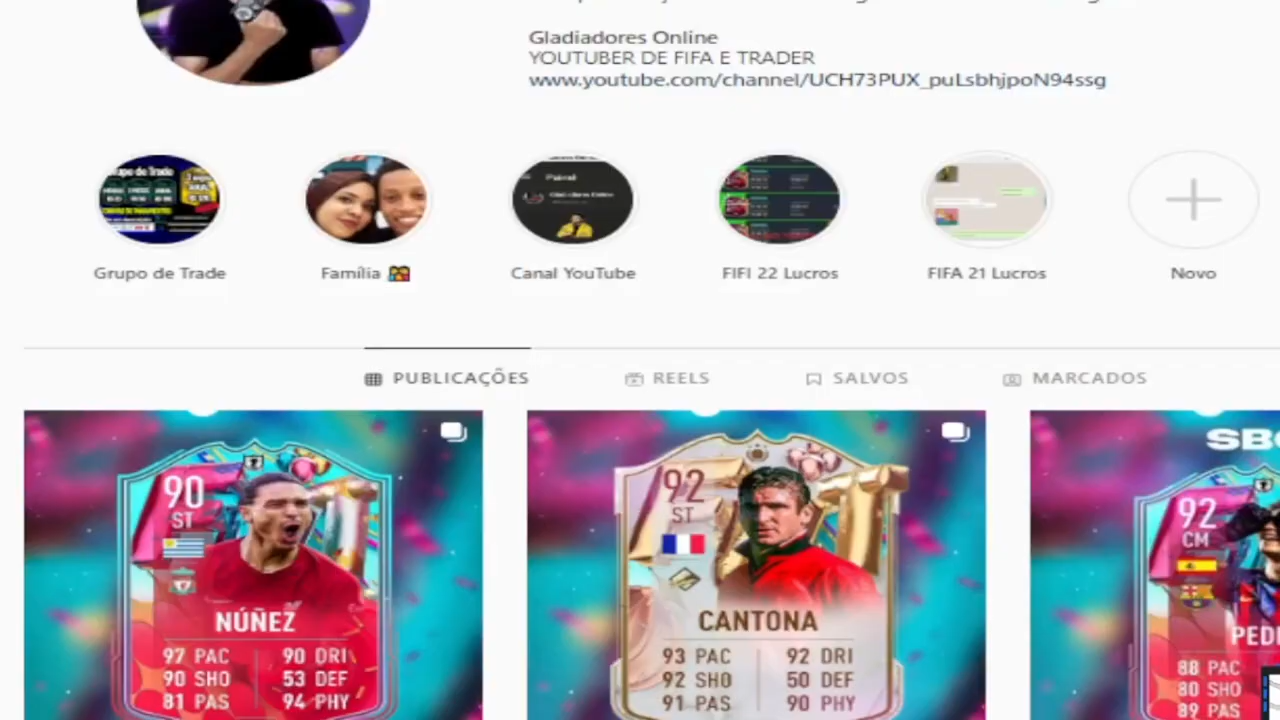 Gladiadores Online
YOUTUBER DE FIFA E TRADER
www.youtube.com/channel/UCH73PUX_puLsbhjpoN94ssg
Grupo de Trade
Família
Canal YouTube
FIFI 22 Lucros
FIFA 21 Lucros
Novo
PUBLICAÇÕES
REELS
SALVOS
MARCADOS
90
ST
NÚÑEZ
97 PAC 90 DRI
90 SHO 53 DEF
81 PAS 94 PHY
92
ST
CANTONA
93 PAC 92 DRI
92 SHO 50 DEF
91 PAS 90 PHY
92
CM
88 PAC
80 SHO
89 PAS